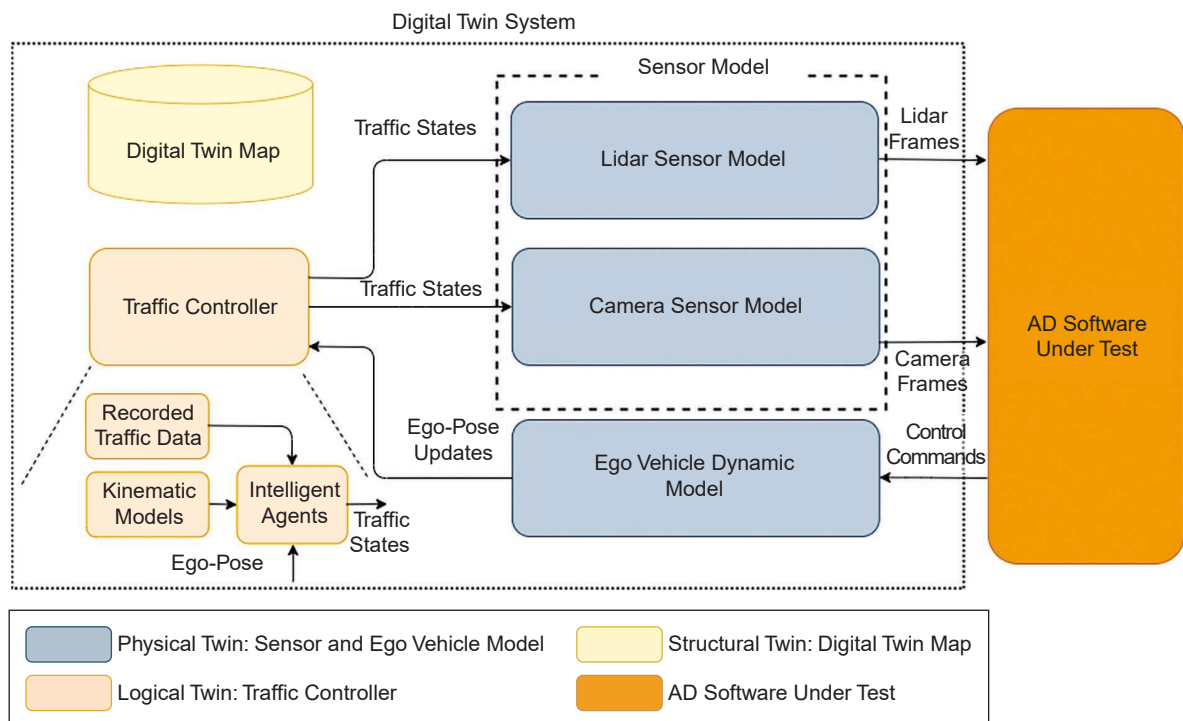 Digital Twin System
Sensor Model
Digital Twin Map
Traffic States
Lidar Sensor Model
Lidar
Frames
Traffic Controller
Traffic States
Camera Sensor Model
AD Software
Under Test
Camera
Frames
Recorded
Traffic Data
Ego-Pose
Updates
Ego Vehicle Dynamic
Model
Control
Commands
Kinematic
Models
Intelligent
Agents
Traffic
States
Ego-Pose
Physical Twin: Sensor and Ego Vehicle Model
Structural Twin: Digital Twin Map
Logical Twin: Traffic Controller
AD Software Under Test